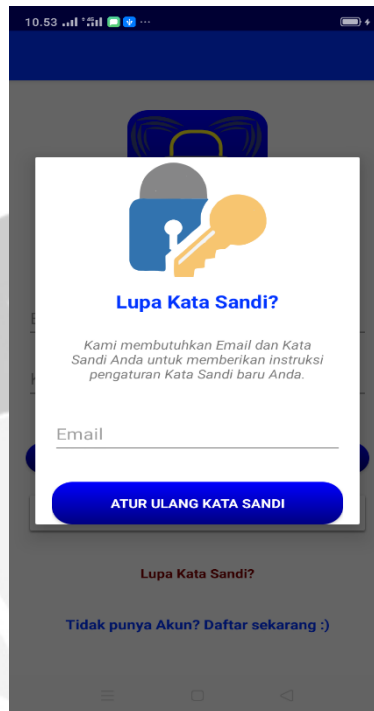 10.53
Lupa Kata Sandi?
Kami membutuhkan Email dan Kata
Sandi Anda untuk memberikan instruksi
pengaturan Kata Sandi baru Anda.
Email
ATUR ULANG KATA SANDI
Lupa Kata Sandi?
Tidak punya Akun? Daftar sekarang :)